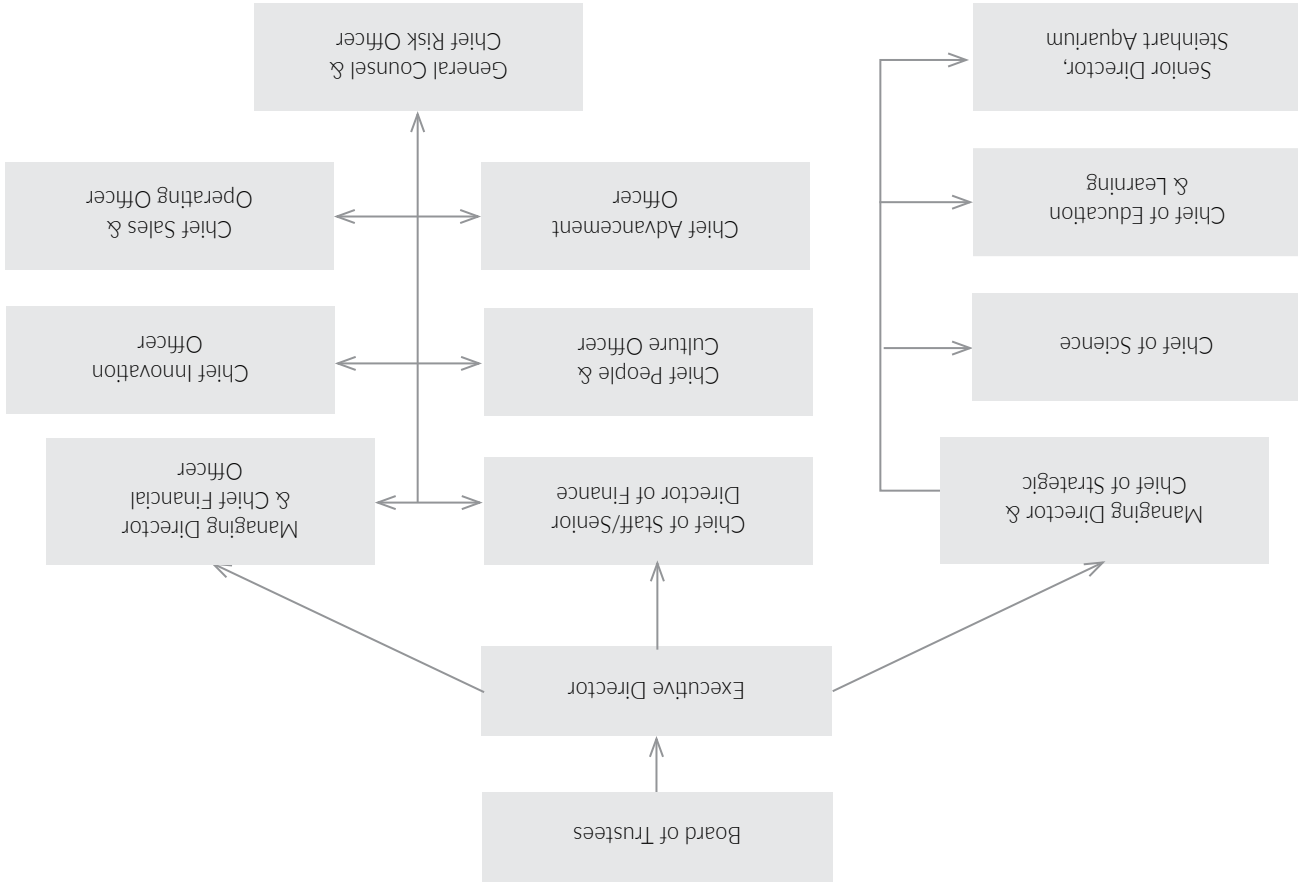 Board of Trustees
Executive Director
Managing Director &
Chief of Strategic
Chief of Staff/Senior
Director of Finance
Managing Director
& Chief Financial
Officer
Chief of Science
Chief People &
Culture Officer
Chief Innovation
Officer
Chief of Education
& Learning
Chief Advancement
Officer
Chief Sales &
Operating Officer
Senior Director,
Steinhart Aquarium
General Counsel &
Chief Risk Officer